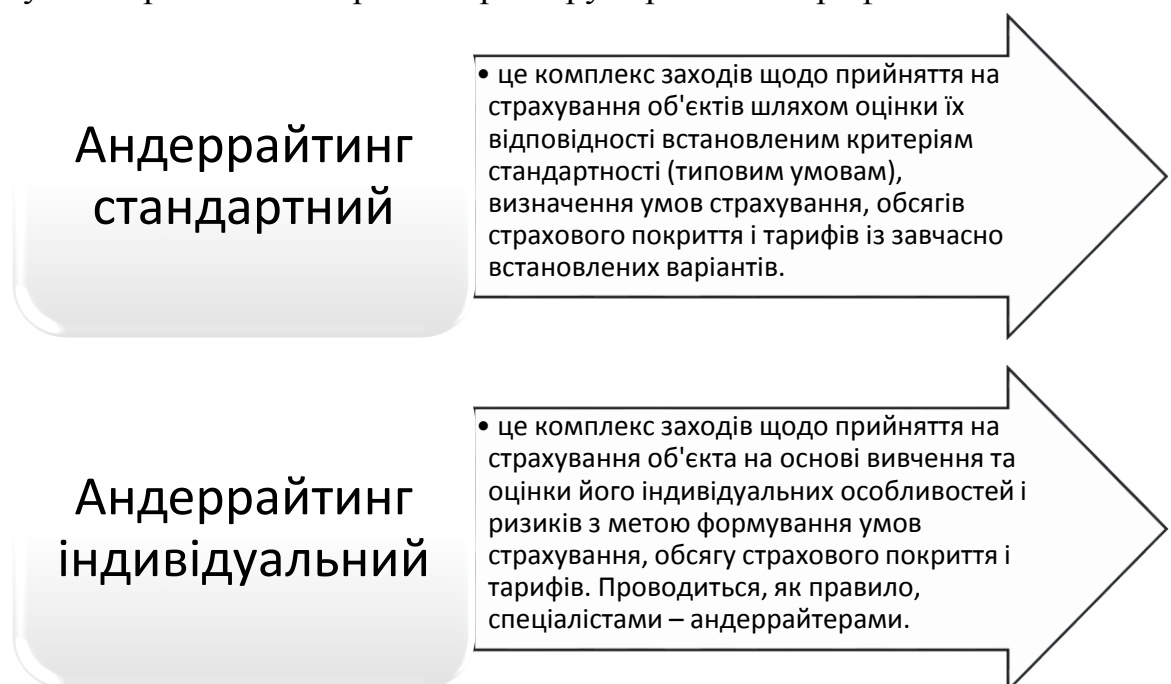 Андеррайтинг
стандартний
• це комплекс заходів щодо прийняття на
страхування об'єктів шляхом оцінки їх
відповідності встановленим критеріям
стандартності (типовим умовам),
визначення умов страхування, обсягів
страхового покриття і тарифів із завчасно
встановлених варіантів.
Андеррайтинг
індивідуальний
• це комплекс заходів щодо прийняття на
страхування об'єкта на основі вивчення та
оцінки його індивідуальних особливостей і
ризиків з метою формування умов
страхування, обсягу страхового покриття і
тарифів. Проводиться, як правило,
спеціалістами – андеррайтерами.